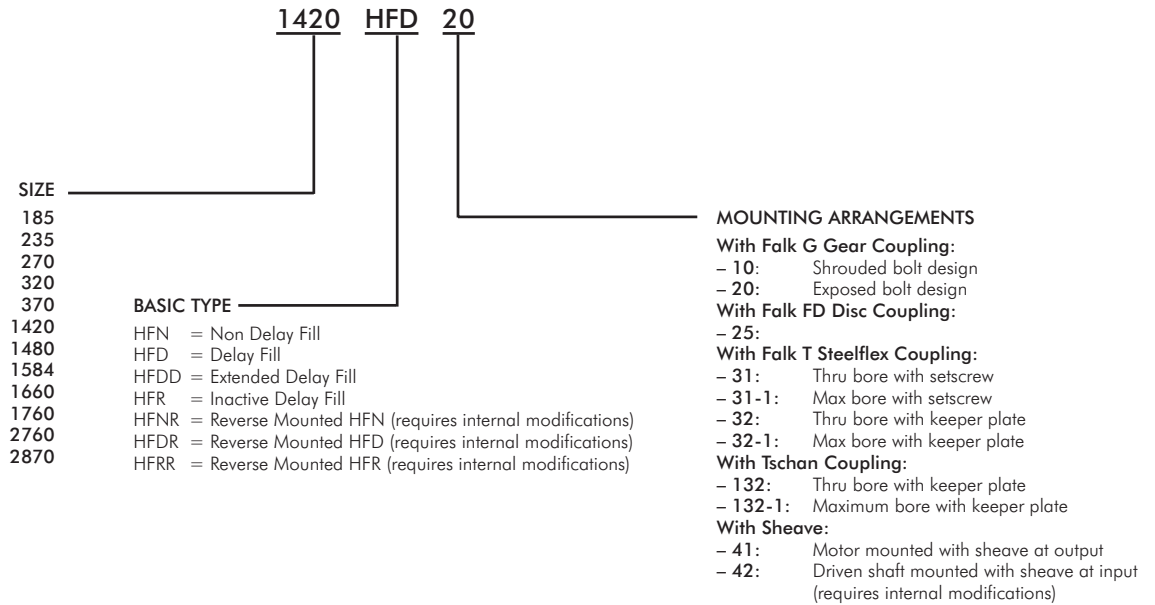 1420 HFD 20
SIZE
185
235
270
320
370
1420
1480
1584
1660
1760
2760
2870
BASIC TYPE
HFN = Non Delay Fill
HFD = Delay Fill
HFDD = Extended Delay Fill
HFR = Inactive Delay Fill
HFNR = Reverse Mounted HFN (requires internal modifications)
HFDR = Reverse Mounted HFD (requires internal modifications)
HFRR = Reverse Mounted HFR (requires internal modifications)
MOUNTING ARRANGEMENTS
With Falk G Gear Coupling:
– 10: Shrouded bolt design
– 20: Exposed bolt design
With Falk FD Disc Coupling:
– 25:
With Falk T Steelflex Coupling:
– 31: Thru bore with setscrew
– 31-1: Max bore with setscrew
– 32: Thru bore with keeper plate
– 32-1: Max bore with keeper plate
With Tschan Coupling:
– 132: Thru bore with keeper plate
– 132-1: Maximum bore with keeper plate
With Sheave:
– 41: Motor mounted with sheave at output
– 42: Driven shaft mounted with sheave at input
(requires internal modifications)